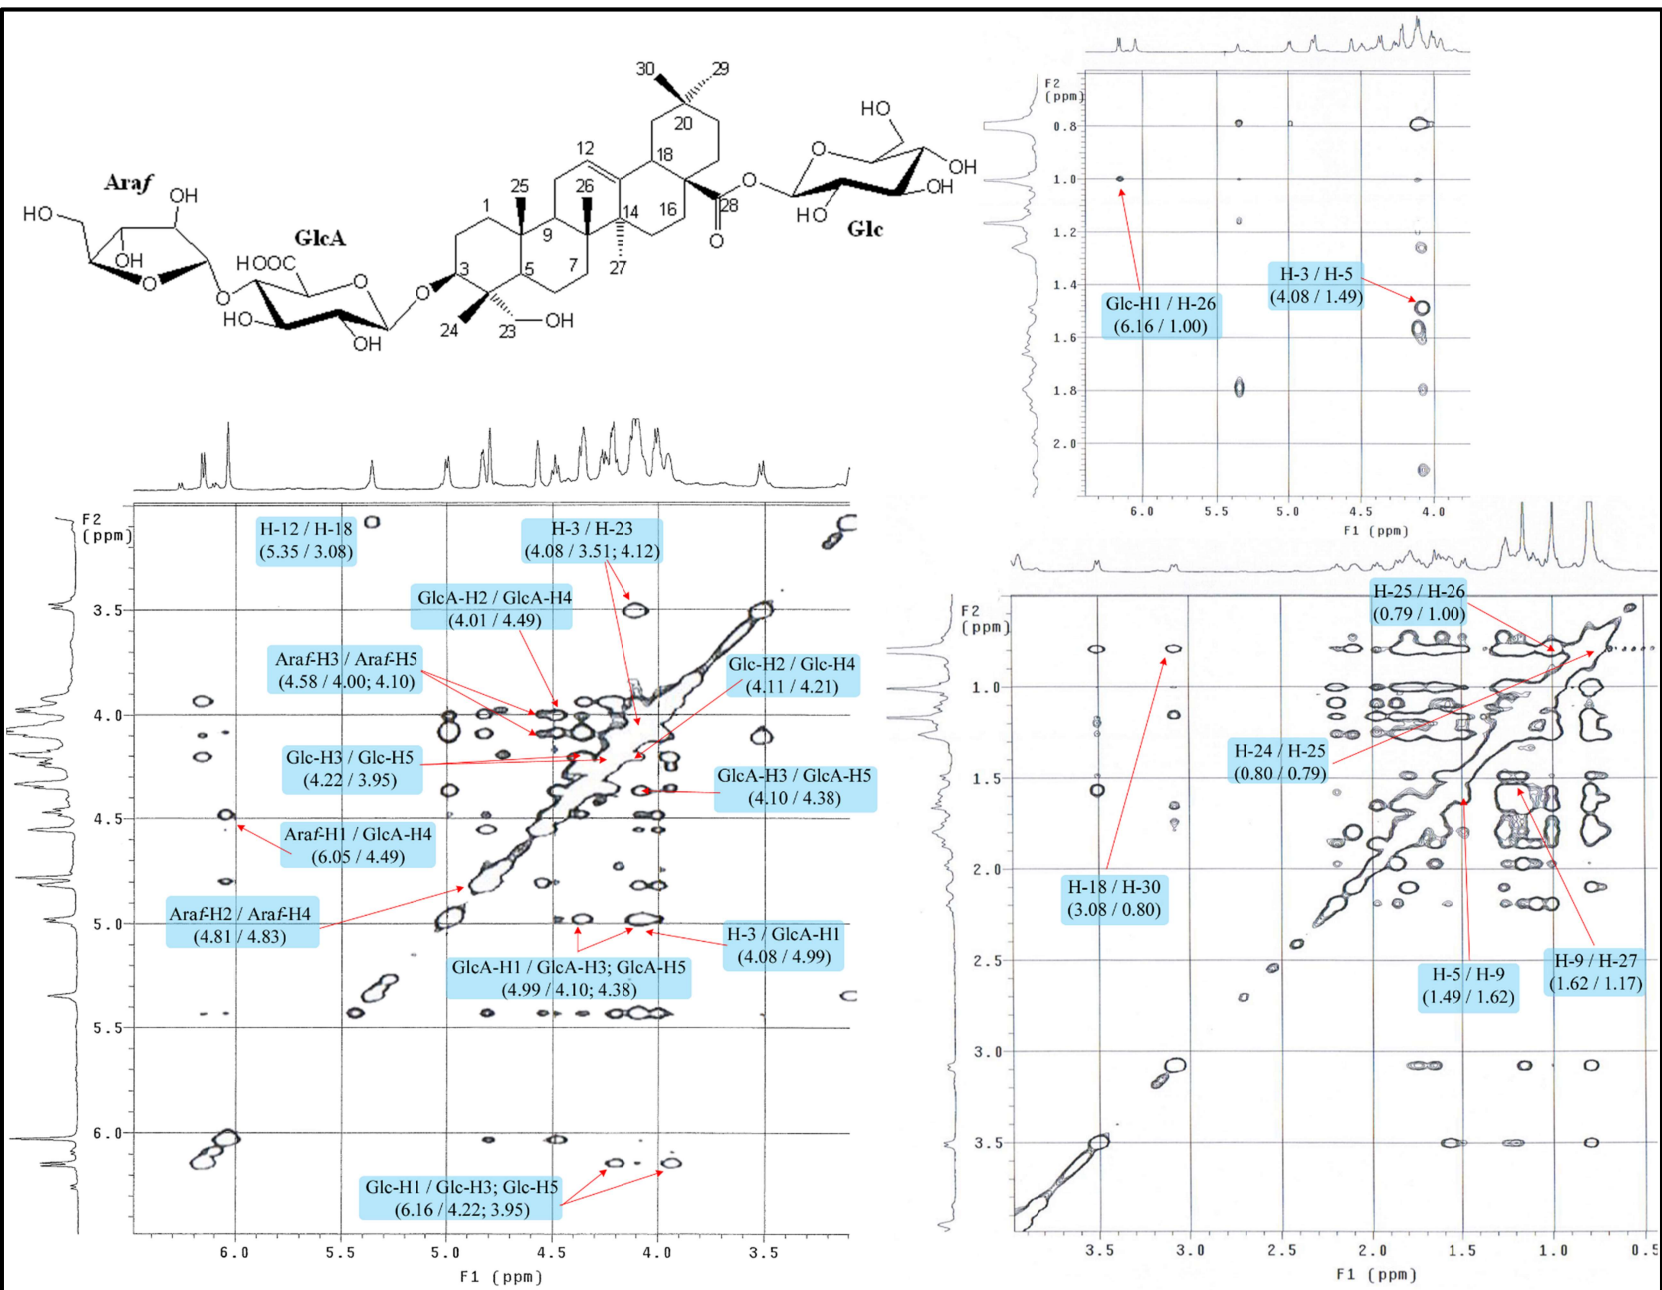 30
29
20
HO
12
18
OH
Araf
OH
25
26
28
O
O
O
OH
HO
1
16
HO
Glc
HO
GlcA
9
14
O
HOOC
O
OH
3
5
7
27
O
O
O
HO
OH
24
23
OH
F2
(ppm)
0.8
1.0
1.2
1.4
1.6
1.8
2.0
H-3 / H-5
(4.08 / 1.49)
Glc-H1 / H-26
(6.16 / 1.00)
6.0
5.5
5.0
4.5
4.0
F1 (ppm)
F2
(ppm)
H-12 / H-18
(5.35 / 3.08)
H-3 / H-23
(4.08 / 3.51; 4.12)
GlcA-H2 / GlcA-H4
(4.01 / 4.49)
Araf-H3 / Araf-H5
(4.58 / 4.00; 4.10)
Glc-H2 / Glc-H4
(4.11 / 4.21)
Glc-H3 / Glc-H5
(4.22 / 3.95)
GlcA-H3 / GlcA-H5
(4.10 / 4.38)
Araf-H1 / GlcA-H4
(6.05 / 4.49)
Araf-H2 / Araf-H4
(4.81 / 4.83)
H-3 / GlcA-H1
(4.08 / 4.99)
GlcA-H1 / GlcA-H3; GlcA-H5
(4.99 / 4.10; 4.38)
Glc-H1 / Glc-H3; Glc-H5
(6.16 / 4.22; 3.95)
3.5
4.0
4.5
5.0
5.5
6.0
6.0
5.5
5.0
4.5
4.0
3.5
F1 (ppm)
F2
(ppm)
H-25 / H-26
(0.79 / 1.00)
H-24 / H-25
(0.80 / 0.79)
H-18 / H-30
(3.08 / 0.80)
H-5 / H-9
(1.49 / 1.62)
H-9 / H-27
(1.62 / 1.17)
1.0
1.5
2.0
2.5
3.0
3.5
3.5
3.0
2.5
2.0
1.5
1.0
0.5
F1 (ppm)